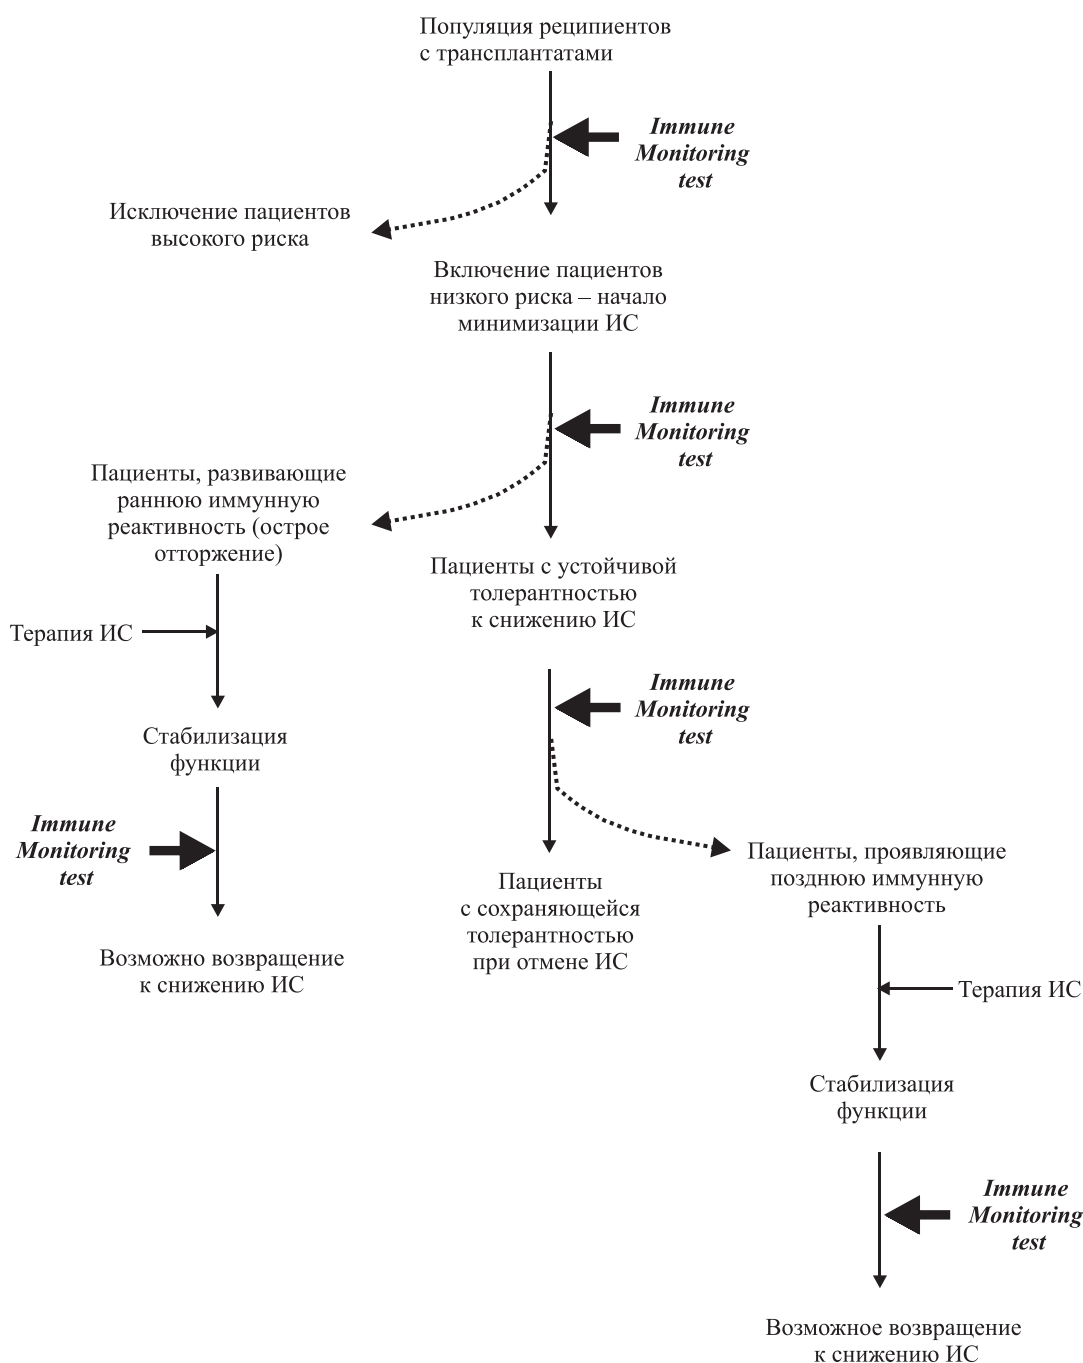 Популяция реципиентов
с трансплантатами
Immune
Monitoring
test
Исключение пациентов
высокого риска
Включение пациентов
низкого риска – начало
минимизации ИС
Immune
Monitoring
test
Пациенты, развивающие
раннюю иммунную
реактивность (острое
отторжение)
Пациенты с устойчивой
толерантностью
к снижению ИС
Терапия ИС
Immune
Monitoring
test
Стабилизация
функции
Immune
Monitoring
test
Пациенты, проявляющие
позднюю иммунную
реактивность
Пациенты
с сохраняющейся
толерантностью
при отмене ИС
Возможно возвращение
к снижению ИС
Терапия ИС
Стабилизация
функции
Immune
Monitoring
test
Возможное возвращение
к снижению ИС